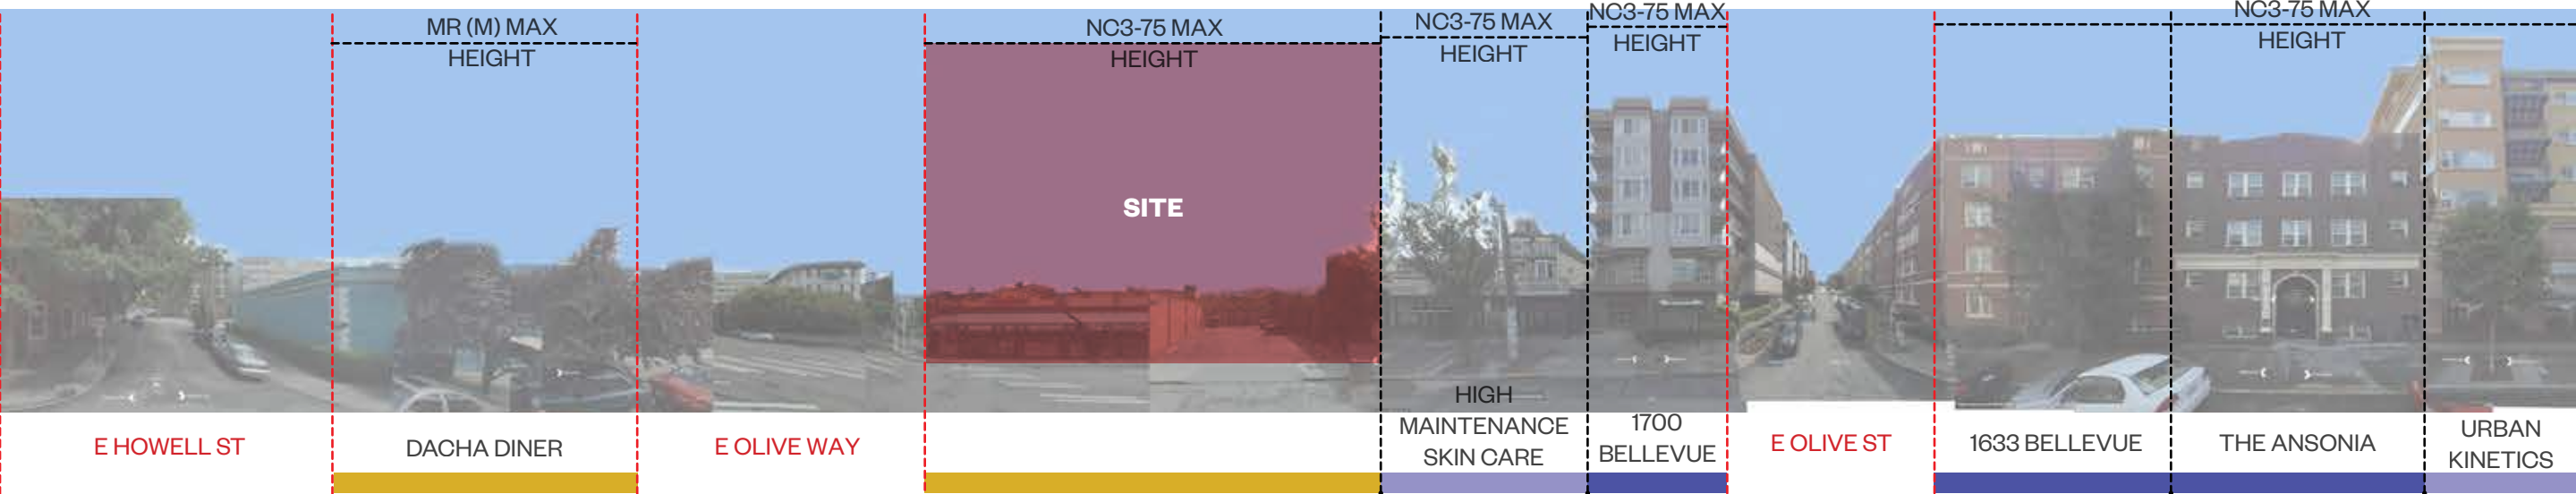 MR (M) MAX
HEIGHT
NC3-75 MAX
HEIGHT
NC3-75 MAX
HEIGHT
NC3-75 MAX
HEIGHT
NC3-75 MAX
HEIGHT
SITE
E HOWELL ST
DACHA DINER
E OLIVE WAY
HIGH
MAINTENANCE
SKIN CARE
1700
BELLEVUE
E OLIVE ST
1633 BELLEVUE
THE ANSONIA
URBAN
KINETICS